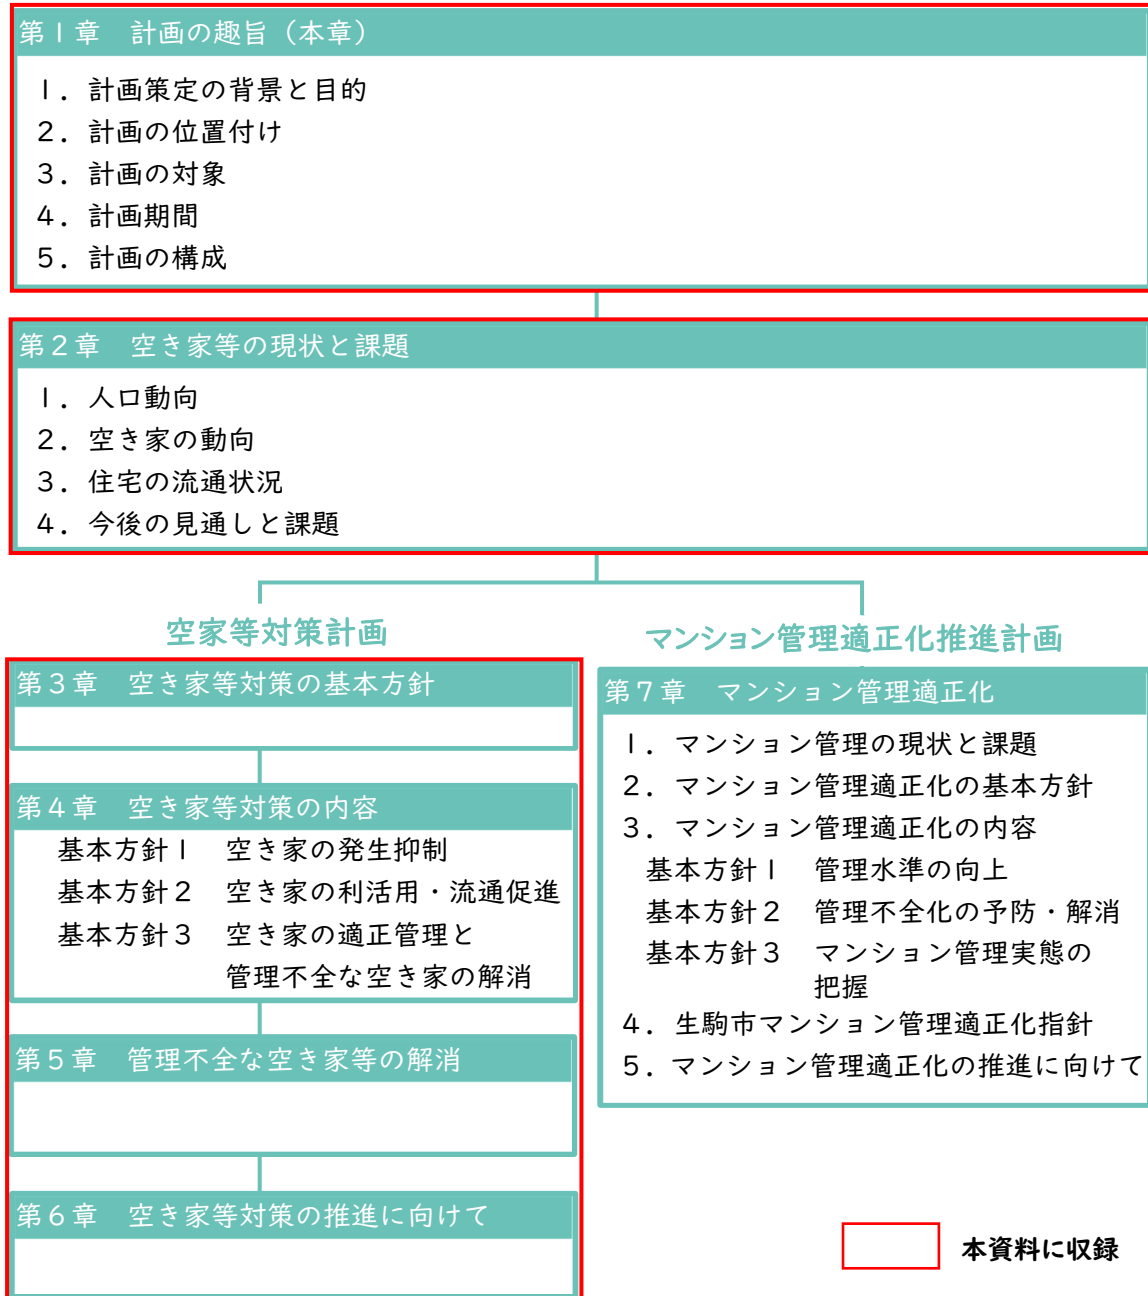 第1章　計画の趣旨（本章）
1．計画策定の背景と目的
2．計画の位置付け
3．計画の対象
4．計画期間
5．計画の構成
第2章　空き家等の現状と課題
1．人口動向
2．空き家の動向
3．住宅の流通状況
4．今後の見通しと課題
空家等対策計画
第3章　空き家等対策の基本方針
第4章　空き家等対策の内容
基本方針1　空き家の発生抑制
基本方針2　空き家の利活用・流通促進
基本方針3　空き家の適正管理と
管理不全な空き家の解消
第5章　管理不全な空き家等の解消
第6章　空き家等対策の推進に向けて
マンション管理適正化推進計画
第7章　マンション管理適正化
1．マンション管理の現状と課題
2．マンション管理適正化の基本方針
3．マンション管理適正化の内容
基本方針1　管理水準の向上
基本方針2　管理不全化の予防・解消
基本方針3　マンション管理実態の
把握
4．生駒市マンション管理適正化指針
5．マンション管理適正化の推進に向けて
本資料に収録